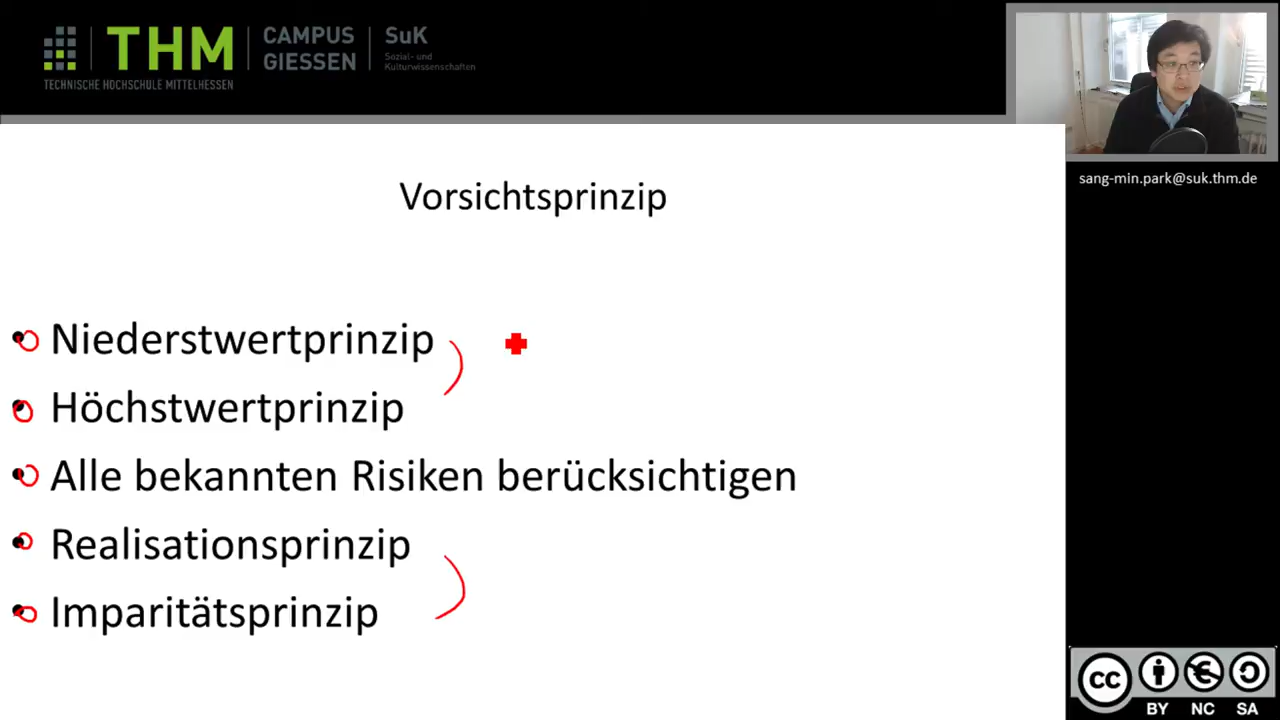 THM
CAMPUS
GIESSEN
SuK
Sozial- und
Kulturwissenschaften
TECHNISCHE HOCHSCHULE MITTELHESSEN
sang-min.park@suk.thm.de
Vorsichtsprinzip
• Niederstwertprinzip
• Höchstwertprinzip
• Alle bekannten Risiken berücksichtigen
• Realisationsprinzip
• Imparitätsprinzip
cc
BY NC SA